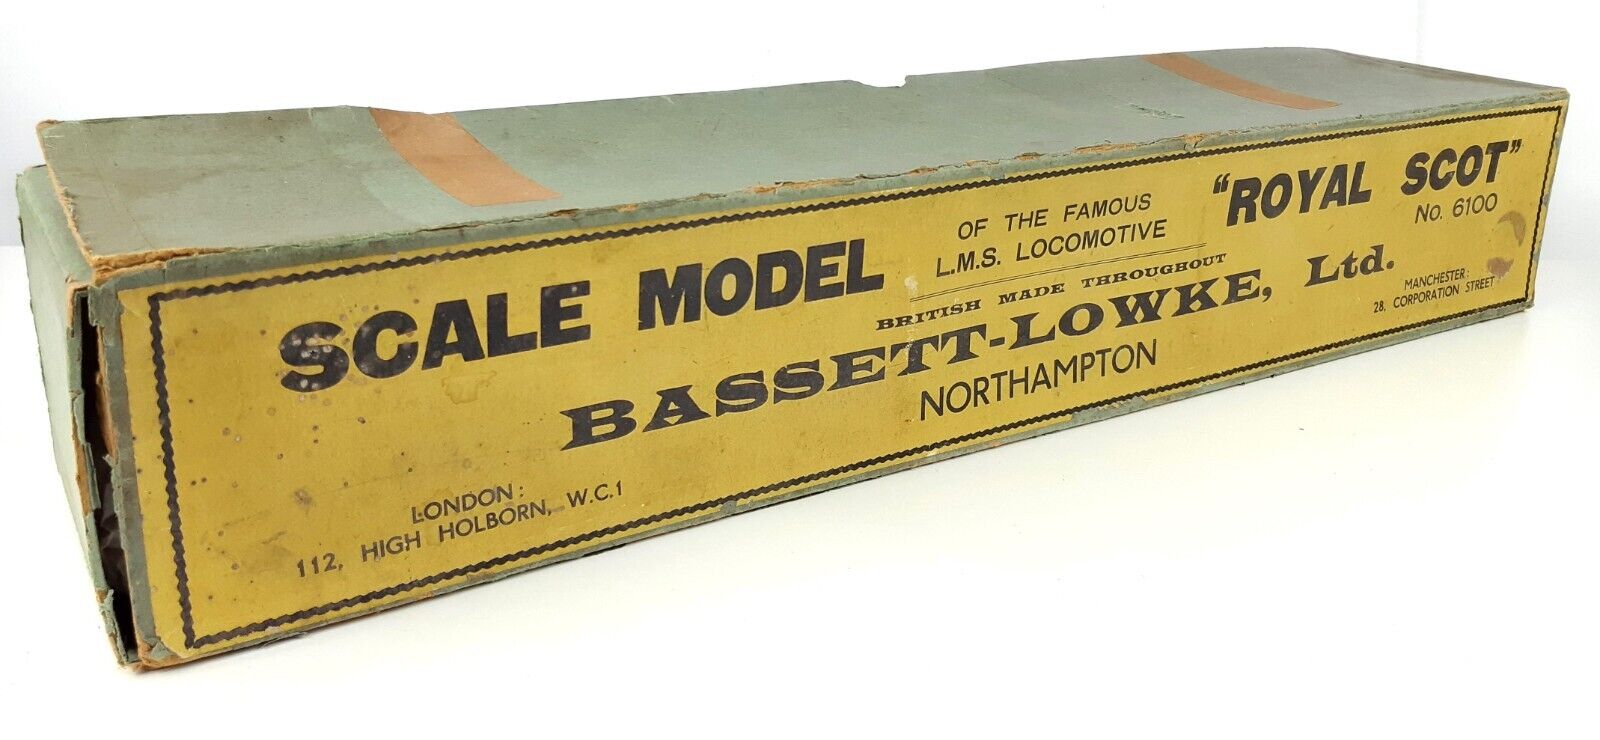 SCALE MODEL
OF THE FAMOUS
L.M.S. LOCOMOTIVE
"ROYAL SCOT"
No. 6100
BRITISH MADE THROUGHOUT
BASSETT-LOWKE, Ltd.
NORTHAMPTON
LONDON:
112, HIGH HOLBORN, W.C.1
MANCHESTER:
28, CORPORATION STREET